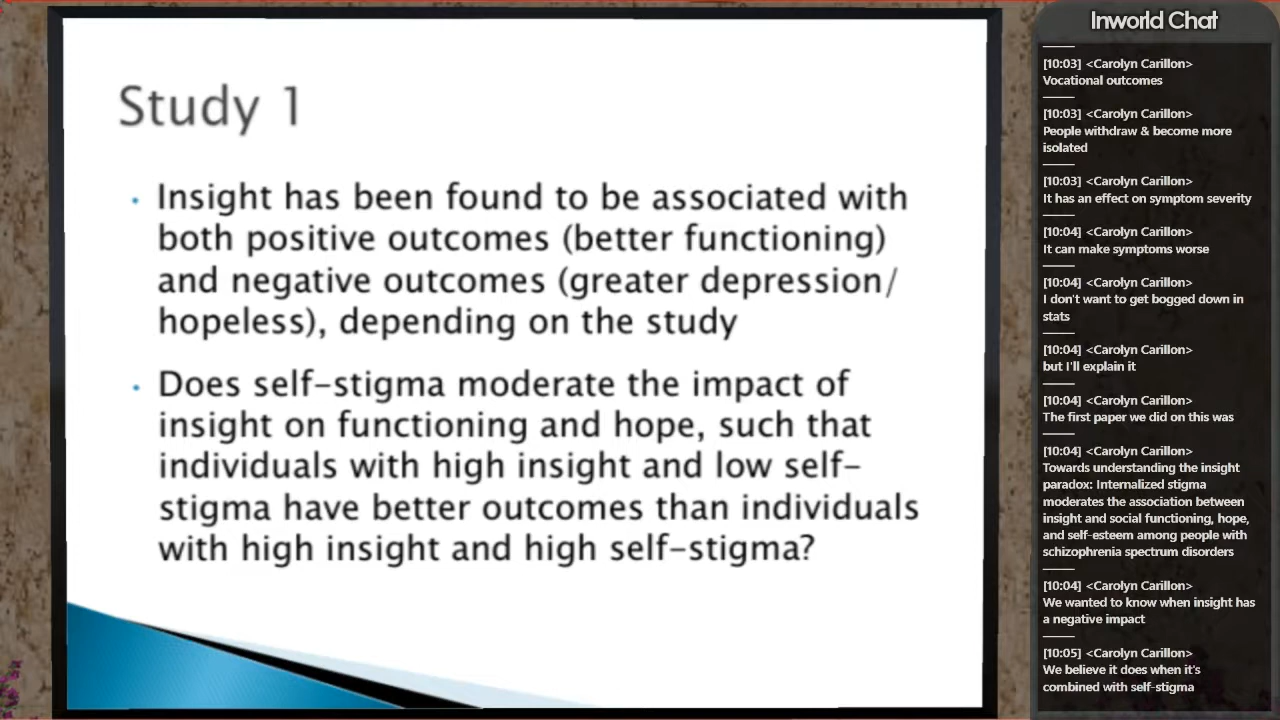 Study 1
• Insight has been found to be associated with
both positive outcomes (better functioning)
and negative outcomes (greater depression/
hopeless), depending on the study
• Does self-stigma moderate the impact of
insight on functioning and hope, such that
individuals with high insight and low self-
stigma have better outcomes than individuals
with high insight and high self-stigma?
Inworld Chat
[10:03] <Carolyn Carillon>
Vocational outcomes
[10:03] <Carolyn Carillon>
People withdraw & become more
isolated
[10:03] <Carolyn Carillon>
It has an effect on symptom severity
[10:04] <Carolyn Carillon>
It can make symptoms worse
[10:04] <Carolyn Carillon>
I don't want to get bogged down in
stats
[10:04] <Carolyn Carillon>
but I'll explain it
[10:04] <Carolyn Carillon>
The first paper we did on this was
[10:04] <Carolyn Carillon>
Towards understanding the insight
paradox: Internalized stigma
moderates the association between
insight and social functioning, hope,
and self-esteem among people with
schizophrenia spectrum disorders
[10:04] <Carolyn Carillon>
We wanted to know when insight has
a negative impact
[10:05] <Carolyn Carillon>
We believe it does when it's
combined with self-stigma